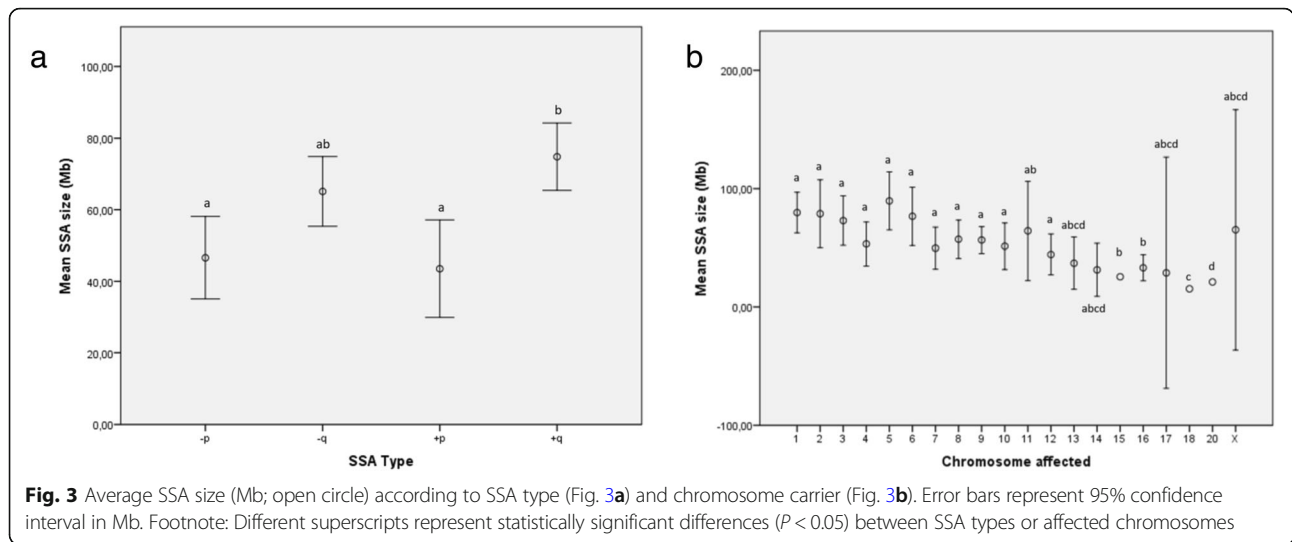 a
100,00
80,00
60,00
40,00
20,00
0,00
Mean SSA size (Mb)
a
ab
a
b
-p
-q
+p
+q
SSA Type
b
200,00
100,00
0,00
-100,00
Mean SSA size (Mb)
a
a
a
a
a
a
a
a
a
a
ab
a
abcd
abcd
b
b
abcd
c
d
abcd
1
2
3
4
5
6
7
8
9
10
11
12
13
14
15
16
17
18
20
X
Chromosome affected
Fig. 3 Average SSA size (Mb; open circle) according to SSA type (Fig. 3a) and chromosome carrier (Fig. 3b). Error bars represent 95% confidence
interval in Mb. Footnote: Different superscripts represent statistically significant differences (P < 0.05) between SSA types or affected chromosomes